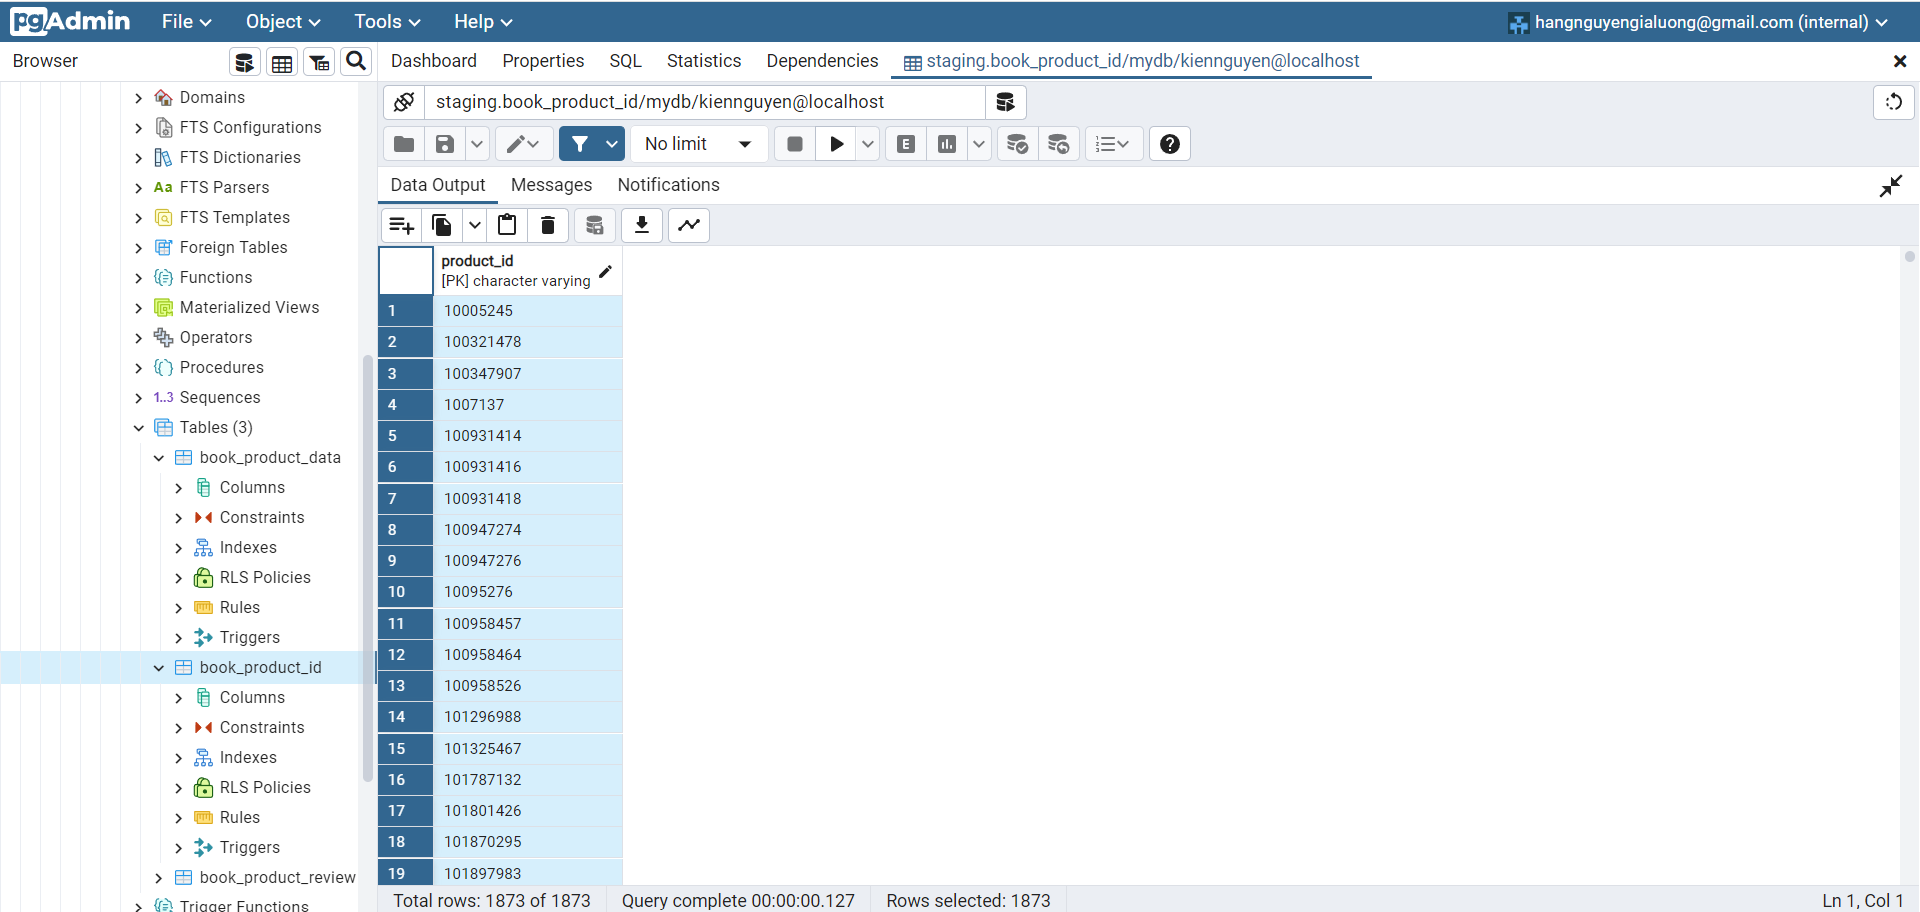 pgAdmin File Object Tools Help hangnguyengialuong@gmail.com (internal)
Browser
Dashboard Properties SQL Statistics Dependencies staging.book_product_id/mydb/kiennguyen@localhost
staging.book_product_id/mydb/kiennguyen@localhost
No limit
E
Data Output Messages Notifications
Domains
FTS Configurations
FTS Dictionaries
Aa FTS Parsers
FTS Templates
Foreign Tables
Functions
Materialized Views
Operators
Procedures
1..3 Sequences
Tables (3)
book_product_data
Columns
Constraints
Indexes
RLS Policies
Rules
Triggers
book_product_id
Columns
Constraints
Indexes
RLS Policies
Rules
Triggers
book_product_review
Trigger Functions
product_id
[PK] character varying
1 10005245
2 100321478
3 100347907
4 1007137
5 100931414
6 100931416
7 100931418
8 100947274
9 100947276
10 10095276
11 100958457
12 100958464
13 100958526
14 101296988
15 101325467
16 101787132
17 101801426
18 101870295
19 101897983
Total rows: 1873 of 1873 Query complete 00:00:00.127 Rows selected: 1873 Ln 1, Col 1